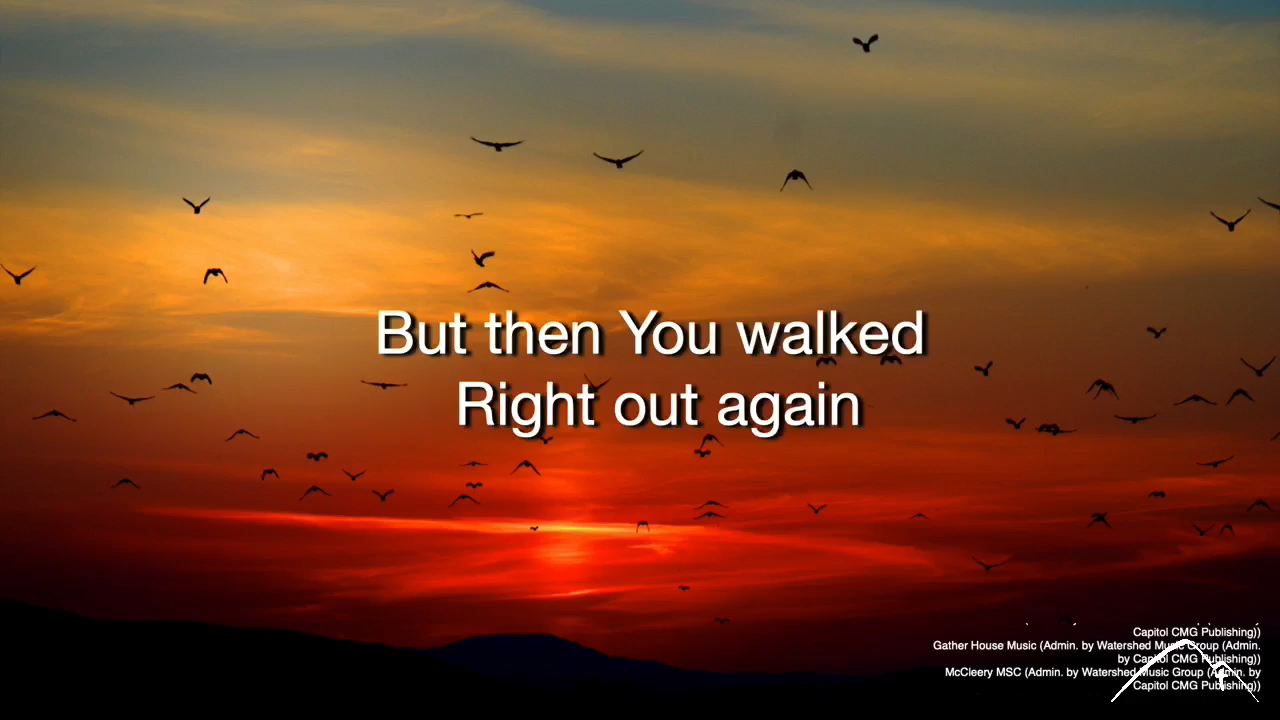 But then You walked
Right out again
Capitol CMG Publishing))
Gather House Music (Admin. by Watershed Music Group (Admin.
by Capitol CMG Publishing))
McCleery MSC (Admin. by Watershed Music Group (Admin. by
Capitol CMG Publishing))